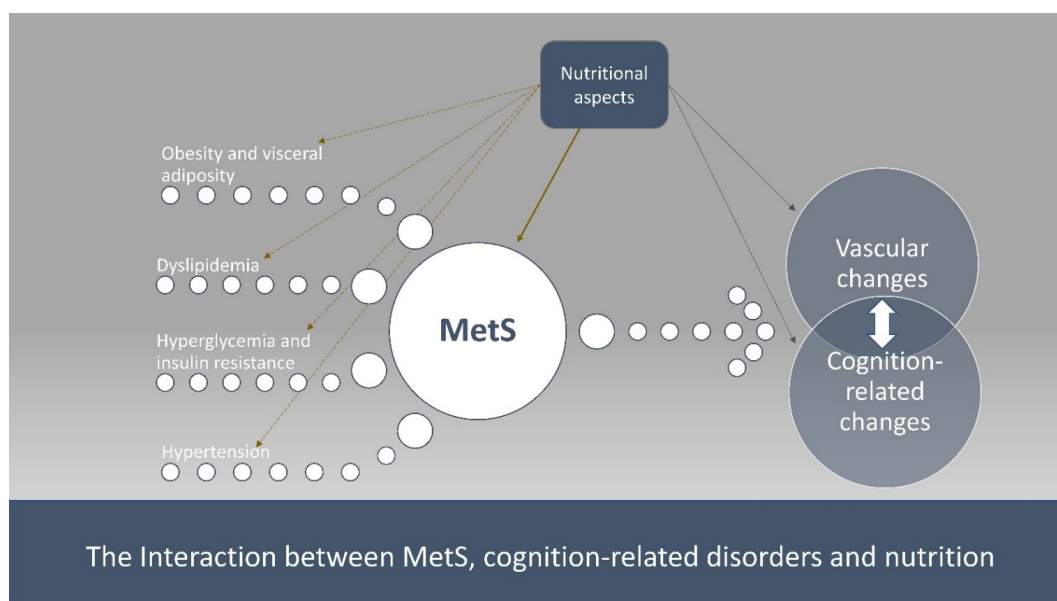 Nutritional
aspects
Obesity and visceral
adiposity
Dyslipidemia
Hyperglycemia and
insulin resistance
Hypertension
MetS
Vascular
changes
Cognition-
related
changes
The Interaction between MetS, cognition-related disorders and nutrition